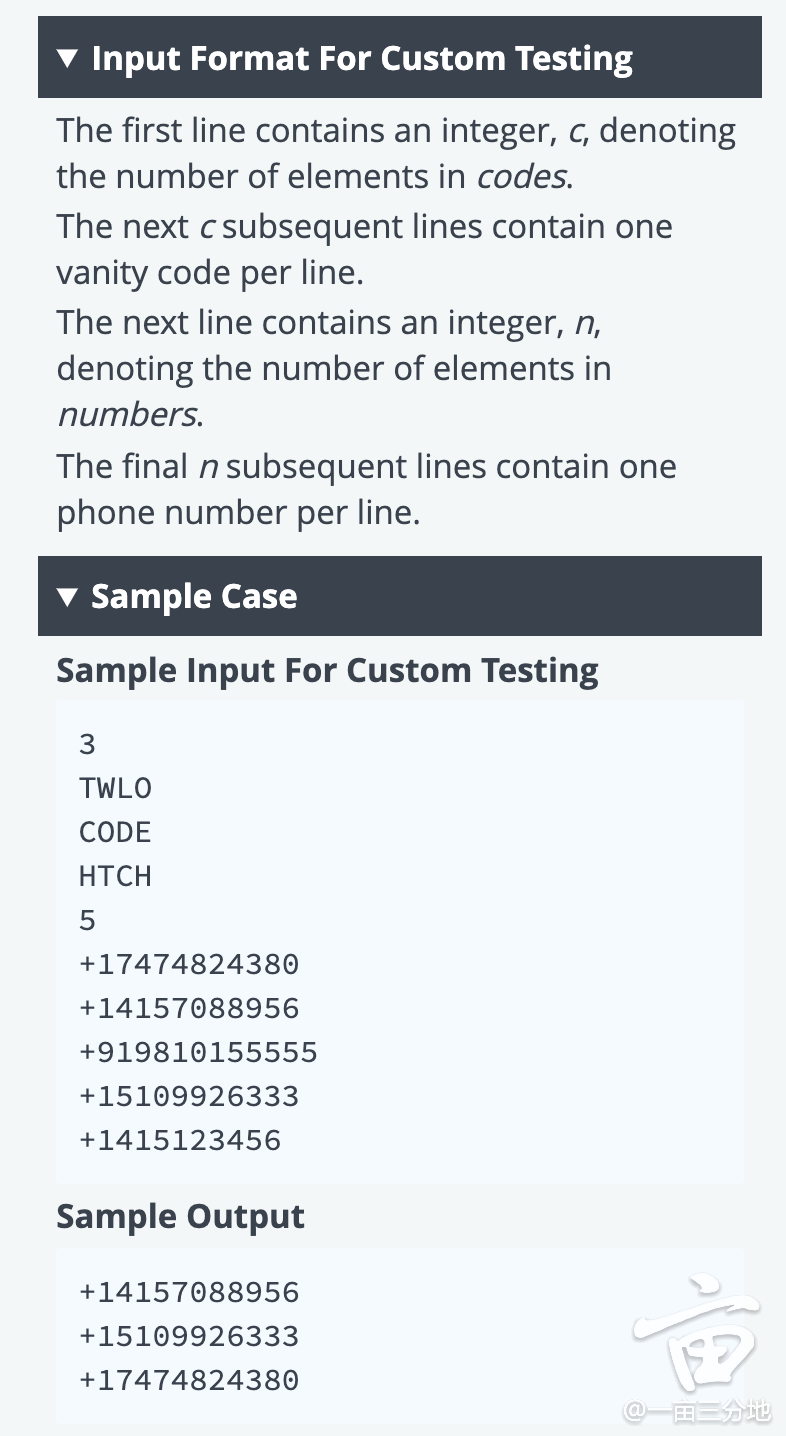 ▼ Input Format For Custom Testing
The first line contains an integer, c, denoting
the number of elements in codes.
The next c subsequent lines contain one
vanity code per line.
The next line contains an integer, n,
denoting the number of elements in
numbers.
The final n subsequent lines contain one
phone number per line.
▼ Sample Case
Sample Input For Custom Testing
3
TWLO
CODE
HTCH
5
+17474824380
+14157088956
+919810155555
+15109926333
+1415123456
Sample Output
+14157088956
+15109926333
+17474824380
亩
@一亩三分地